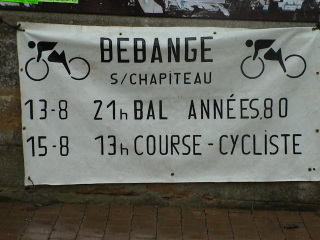 BEBANGE
S/CHAPITEAU
13-8 21h BAL ANNÉES.80
15-8 13h COURSE-CYCLISTE